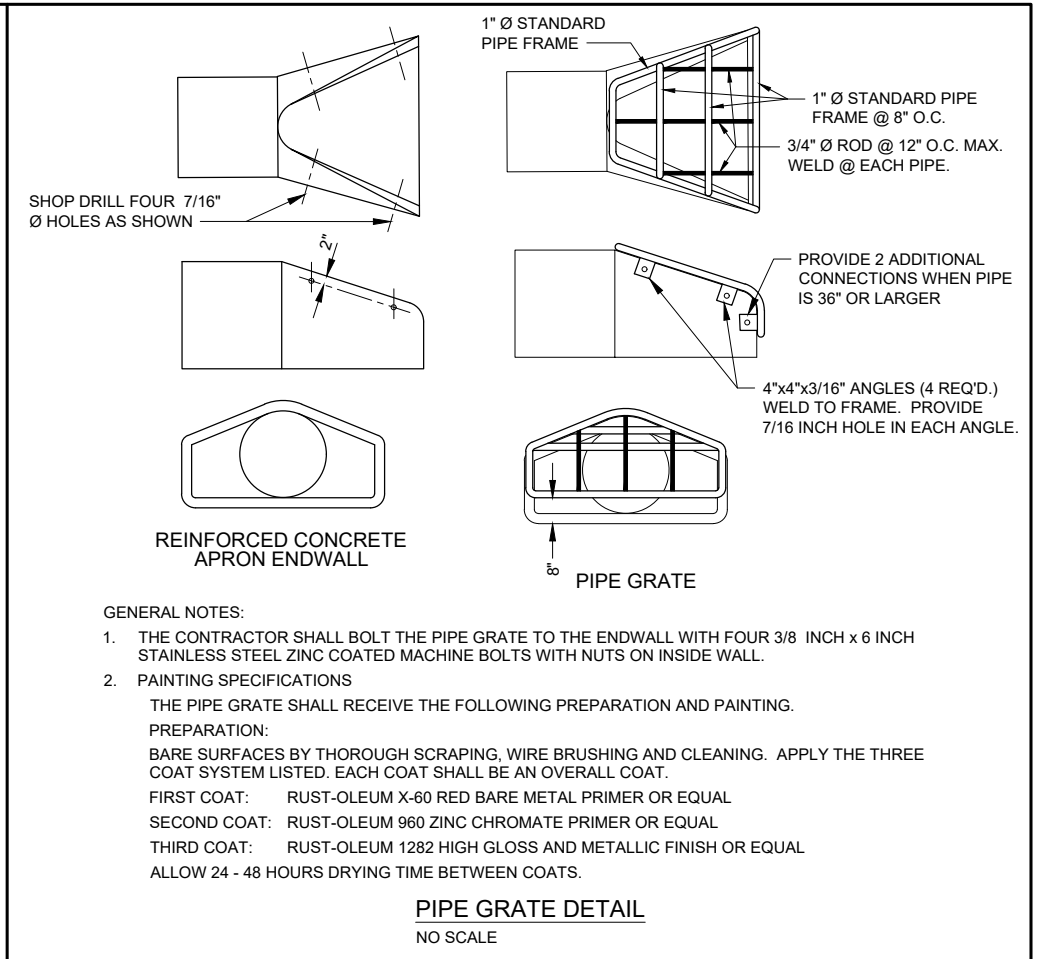 1" Ø STANDARD
PIPE FRAME
1" Ø STANDARD PIPE
FRAME @ 8" O.C.
3/4" Ø ROD @ 12" O.C. MAX.
WELD @ EACH PIPE.
SHOP DRILL FOUR 7/16"
Ø HOLES AS SHOWN
2"
PROVIDE 2 ADDITIONAL
CONNECTIONS WHEN PIPE
IS 36" OR LARGER
4"x4"x3/16" ANGLES (4 REQ'D.)
WELD TO FRAME. PROVIDE
7/16 INCH HOLE IN EACH ANGLE.
REINFORCED CONCRETE
APRON ENDWALL
8"
PIPE GRATE
GENERAL NOTES:
1. THE CONTRACTOR SHALL BOLT THE PIPE GRATE TO THE ENDWALL WITH FOUR 3/8 INCH x 6 INCH
STAINLESS STEEL ZINC COATED MACHINE BOLTS WITH NUTS ON INSIDE WALL.
2. PAINTING SPECIFICATIONS
THE PIPE GRATE SHALL RECEIVE THE FOLLOWING PREPARATION AND PAINTING.
PREPARATION:
BARE SURFACES BY THOROUGH SCRAPING, WIRE BRUSHING AND CLEANING. APPLY THE THREE
COAT SYSTEM LISTED. EACH COAT SHALL BE AN OVERALL COAT.
FIRST COAT: RUST-OLEUM X-60 RED BARE METAL PRIMER OR EQUAL
SECOND COAT: RUST-OLEUM 960 ZINC CHROMATE PRIMER OR EQUAL
THIRD COAT: RUST-OLEUM 1282 HIGH GLOSS AND METALLIC FINISH OR EQUAL
ALLOW 24 - 48 HOURS DRYING TIME BETWEEN COATS.
PIPE GRATE DETAIL
NO SCALE